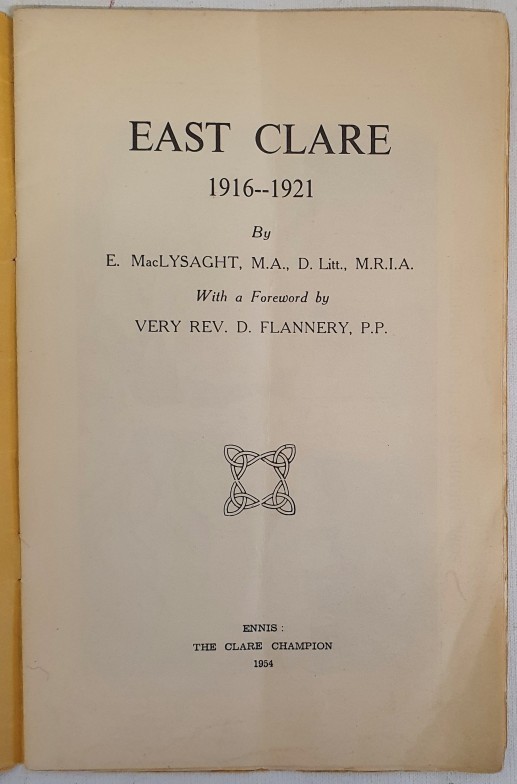 EAST CLARE
1916--1921
By
E. MacLYSAGHT, M.A., D. Litt., M.R.I.A.
With a Foreword by
VERY REV. D. FLANNERY, P.P.
ENNIS :
THE CLARE CHAMPION
1954